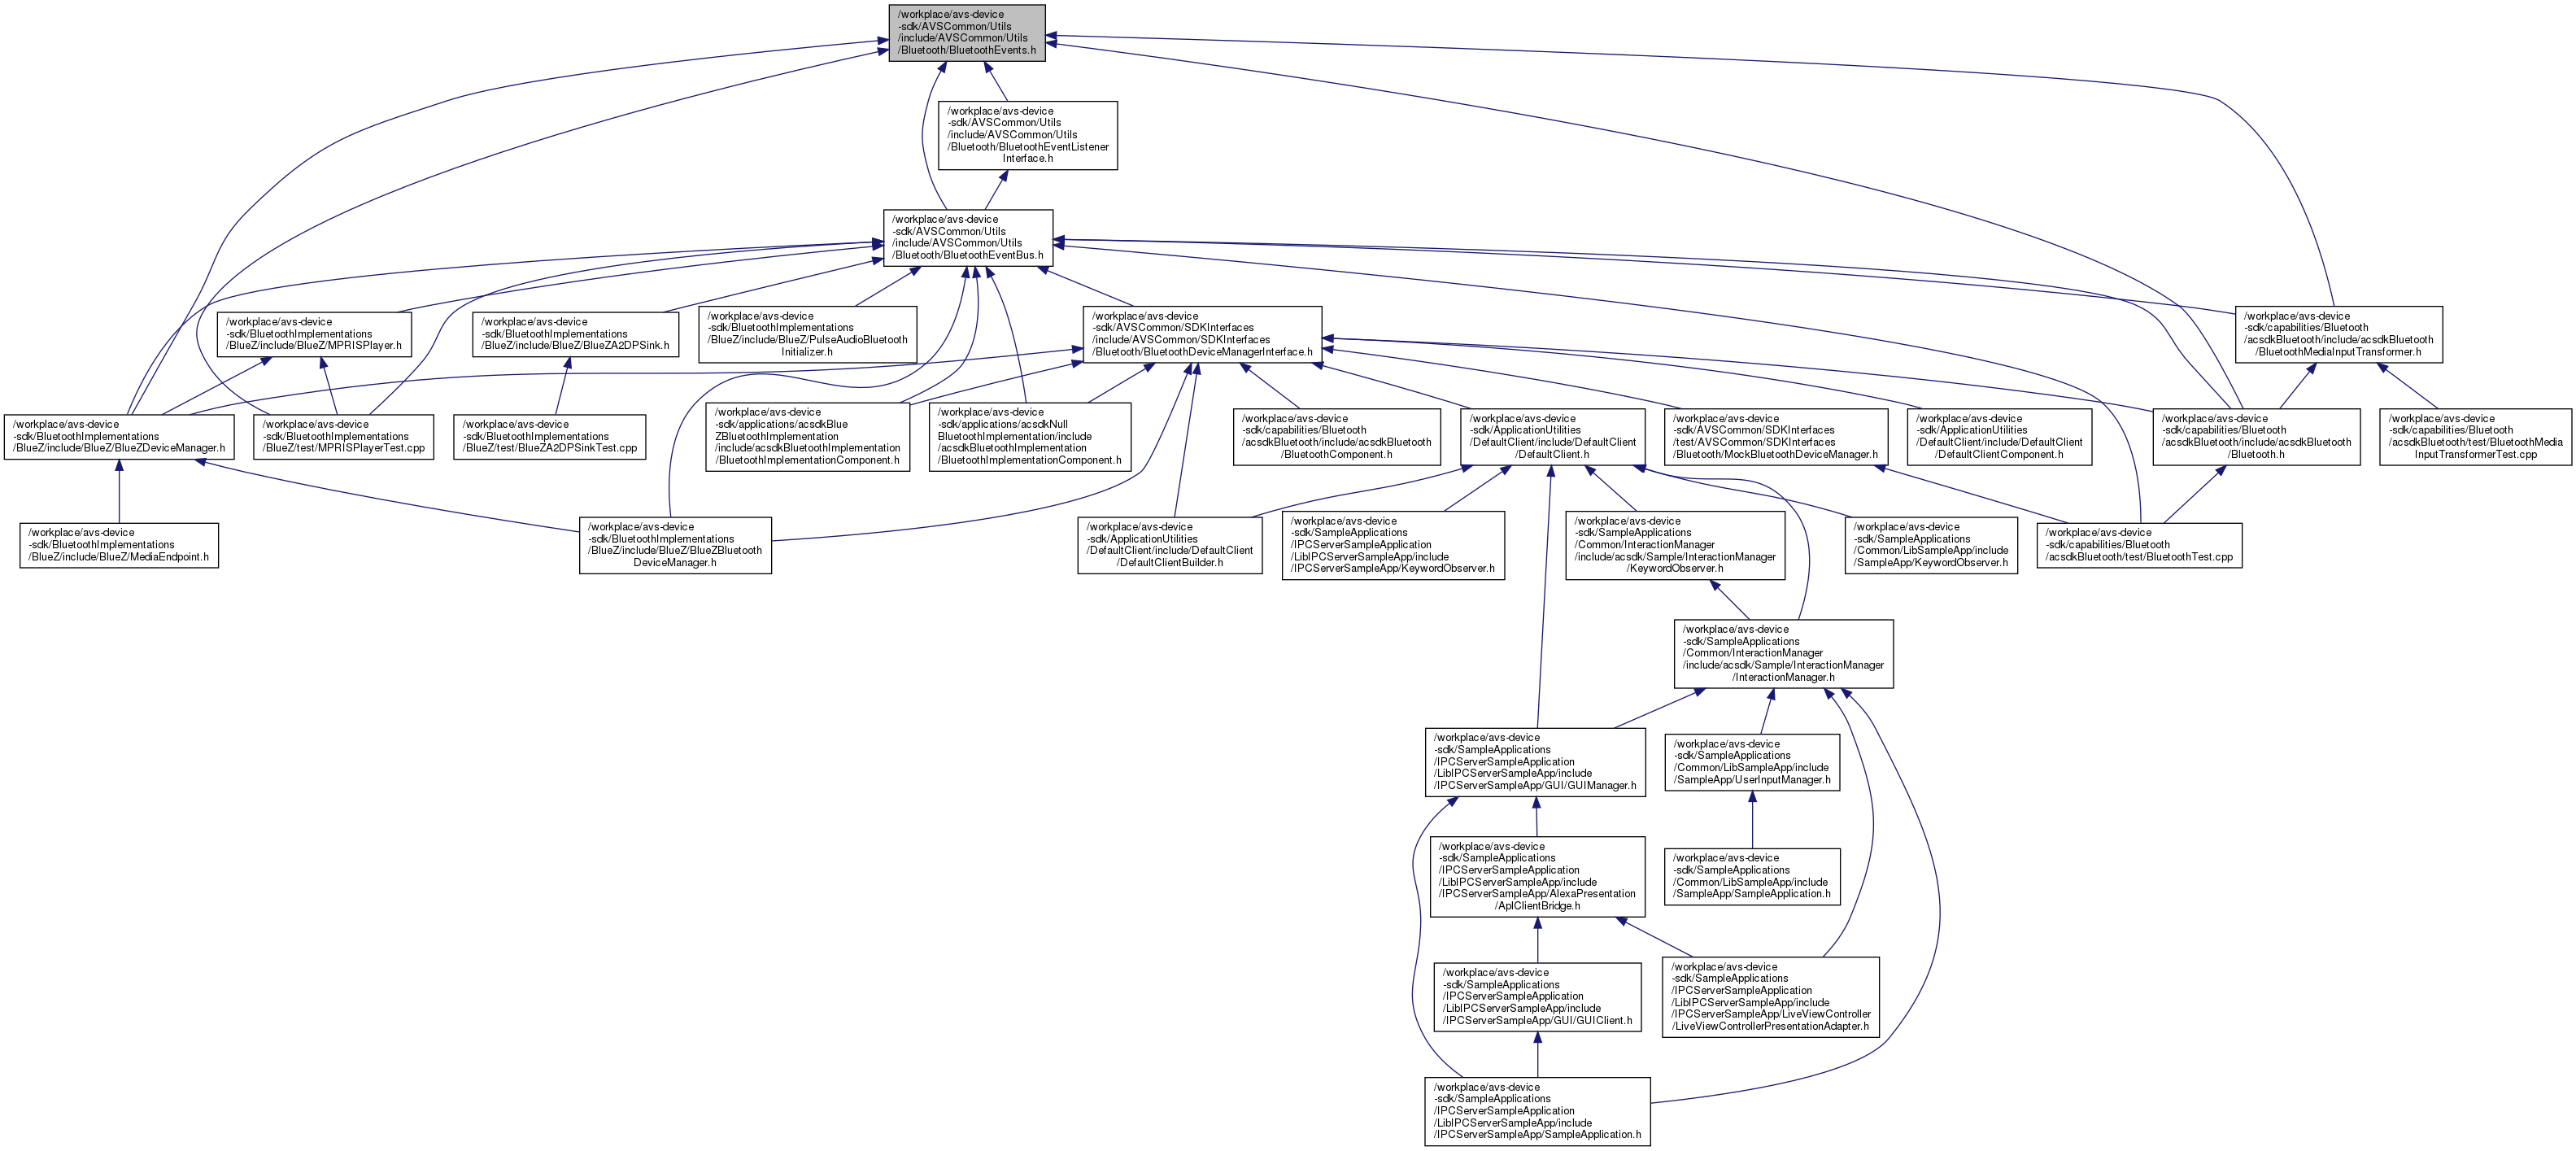 /workplace/avs-device
-sdk/AVSCommon/Utils
/include/AVSCommon/Utils
/Bluetooth/BluetoothEvents.h
/workplace/avs-device
-sdk/AVSCommon/Utils
/include/AVSCommon/Utils
/Bluetooth/BluetoothEventListener
Interface.h
/workplace/avs-device
-sdk/AVSCommon/Utils
/include/AVSCommon/Utils
/Bluetooth/BluetoothEventBus.h
/workplace/avs-device
-sdk/BluetoothImplementations
/BlueZ/include/BlueZ/MPRISPlayer.h
/workplace/avs-device
-sdk/BluetoothImplementations
/BlueZ/include/BlueZ/BlueZA2DPSink.h
/workplace/avs-device
-sdk/BluetoothImplementations
/BlueZ/include/BlueZ/PulseAudioBluetooth
Initializer.h
/workplace/avs-device
-sdk/AVSCommon/SDKInterfaces
/include/AVSCommon/SDKInterfaces
/Bluetooth/BluetoothDeviceManagerInterface.h
/workplace/avs-device
-sdk/capabilities/Bluetooth
/acsdkBluetooth/include/acsdkBluetooth
/BluetoothMediaInputTransformer.h
/workplace/avs-device
-sdk/BluetoothImplementations
/BlueZ/include/BlueZ/BlueZDeviceManager.h
/workplace/avs-device
-sdk/BluetoothImplementations
/BlueZ/test/MPRISPlayerTest.cpp
/workplace/avs-device
-sdk/BluetoothImplementations
/BlueZ/test/BlueZA2DPSinkTest.cpp
/workplace/avs-device
-sdk/applications/acsdkBlue
ZBluetoothImplementation
/include/acsdkBluetoothImplementation
/BluetoothImplementationComponent.h
/workplace/avs-device
-sdk/applications/acsdkNull
BluetoothImplementation/include
/acsdkBluetoothImplementation
/BluetoothImplementationComponent.h
/workplace/avs-device
-sdk/capabilities/Bluetooth
/acsdkBluetooth/include/acsdkBluetooth
/BluetoothComponent.h
/workplace/avs-device
-sdk/ApplicationUtilities
/DefaultClient/include/DefaultClient
/DefaultClient.h
/workplace/avs-device
-sdk/AVSCommon/SDKInterfaces
/test/AVSCommon/SDKInterfaces
/Bluetooth/MockBluetoothDeviceManager.h
/workplace/avs-device
-sdk/ApplicationUtilities
/DefaultClient/include/DefaultClient
/DefaultClientComponent.h
/workplace/avs-device
-sdk/capabilities/Bluetooth
/acsdkBluetooth/include/acsdkBluetooth
/Bluetooth.h
/workplace/avs-device
-sdk/capabilities/Bluetooth
/acsdkBluetooth/test/BluetoothMedia
InputTransformerTest.cpp
/workplace/avs-device
-sdk/BluetoothImplementations
/BlueZ/include/BlueZ/MediaEndpoint.h
/workplace/avs-device
-sdk/BluetoothImplementations
/BlueZ/include/BlueZ/BlueZBluetooth
DeviceManager.h
/workplace/avs-device
-sdk/ApplicationUtilities
/DefaultClient/include/DefaultClient
/DefaultClientBuilder.h
/workplace/avs-device
-sdk/SampleApplications
/IPCServerSampleApplication
/LibIPCServerSampleApp/include
/IPCServerSampleApp/KeywordObserver.h
/workplace/avs-device
-sdk/SampleApplications
/Common/InteractionManager
/include/acsdk/Sample/InteractionManager
/KeywordObserver.h
/workplace/avs-device
-sdk/SampleApplications
/Common/LibSampleApp/include
/SampleApp/KeywordObserver.h
/workplace/avs-device
-sdk/capabilities/Bluetooth
/acsdkBluetooth/test/BluetoothTest.cpp
/workplace/avs-device
-sdk/SampleApplications
/Common/InteractionManager
/include/acsdk/Sample/InteractionManager
/InteractionManager.h
/workplace/avs-device
-sdk/SampleApplications
/IPCServerSampleApplication
/LibIPCServerSampleApp/include
/IPCServerSampleApp/GUI/GUIManager.h
/workplace/avs-device
-sdk/SampleApplications
/Common/LibSampleApp/include
/SampleApp/UserInputManager.h
/workplace/avs-device
-sdk/SampleApplications
/IPCServerSampleApplication
/LibIPCServerSampleApp/include
/IPCServerSampleApp/AlexaPresentation
/AplClientBridge.h
/workplace/avs-device
-sdk/SampleApplications
/Common/LibSampleApp/include
/SampleApp/SampleApplication.h
/workplace/avs-device
-sdk/SampleApplications
/IPCServerSampleApplication
/LibIPCServerSampleApp/include
/IPCServerSampleApp/GUI/GUIClient.h
/workplace/avs-device
-sdk/SampleApplications
/IPCServerSampleApplication
/LibIPCServerSampleApp/include
/IPCServerSampleApp/LiveViewController
/LiveViewControllerPresentationAdapter.h
/workplace/avs-device
-sdk/SampleApplications
/IPCServerSampleApplication
/LibIPCServerSampleApp/include
/IPCServerSampleApp/SampleApplication.h